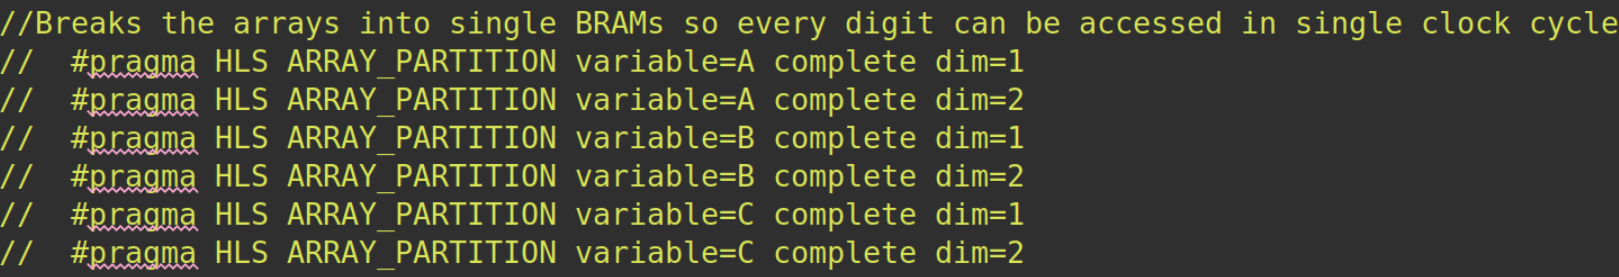 //Breaks the arrays into single BRAMs so every digit can be accessed in single clock cycle
//  #pragma HLS ARRAY_PARTITION variable=A complete dim=1
//  #pragma HLS ARRAY_PARTITION variable=A complete dim=2
//  #pragma HLS ARRAY_PARTITION variable=B complete dim=1
//  #pragma HLS ARRAY_PARTITION variable=B complete dim=2
//  #pragma HLS ARRAY_PARTITION variable=C complete dim=1
//  #pragma HLS ARRAY_PARTITION variable=C complete dim=2